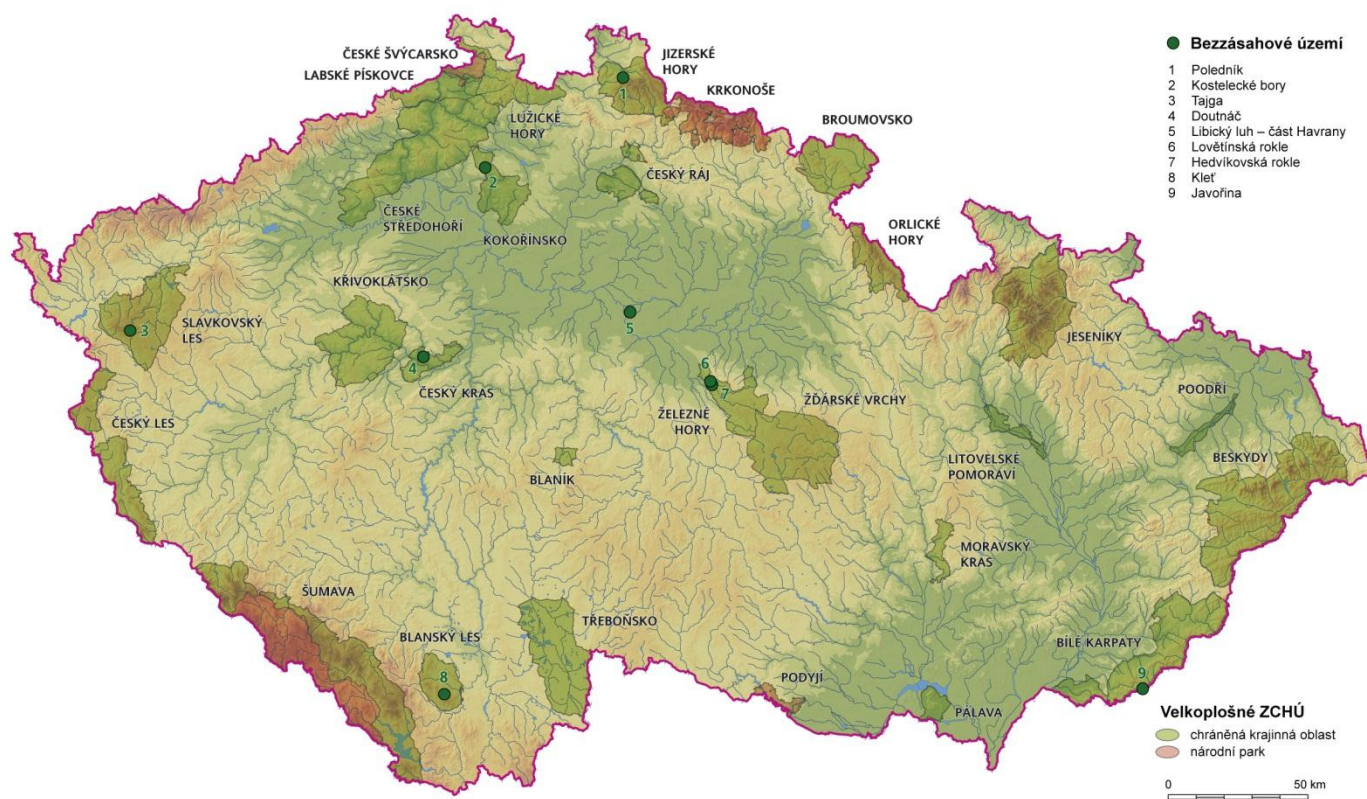 ČESKÉ ŠVÝCARSKO
LABSKÉ PÍSKOVCE
JIZERSKÉ
HORY
KRKONOŠE
LUŽICKÉ
HORY
BROUMOVSKO
1
2
ČESKÝ RÁJ
ČESKÉ
STŘEDOHOŘÍ
KOKOŘÍNSKO
ORLICKÉ
HORY
KŘIVOKLÁTSKO
3
SLAVKOVSKÝ
LES
5
JESENÍKY
4
ČESKÝ KRAS
6
7
POODŘÍ
ČESKÝ LES
ŽELEZNÉ
HORY
ŽĎÁRSKÉ VRCHY
BLANÍK
LITOVELSKÉ
POMORAVÍ
BESKYDY
MORAVSKÝ
KRAS
ŠUMAVA
BLANSKÝ LES
TŘEBOŇSKO
BÍLÉ KARPATY
8
PODYJÍ
9
PÁLAVA
Bezzásahové území
1 Poledník
2 Kostelecké bory
3 Tajga
4 Doutnáč
5 Libický luh – část Havrany
6 Lovětínská rokle
7 Hedvíkovská rokle
8 Kleť
9 Javořina
Velkoplošné ZCHÚ
chráněná krajinná oblast
národní park
0 50 km